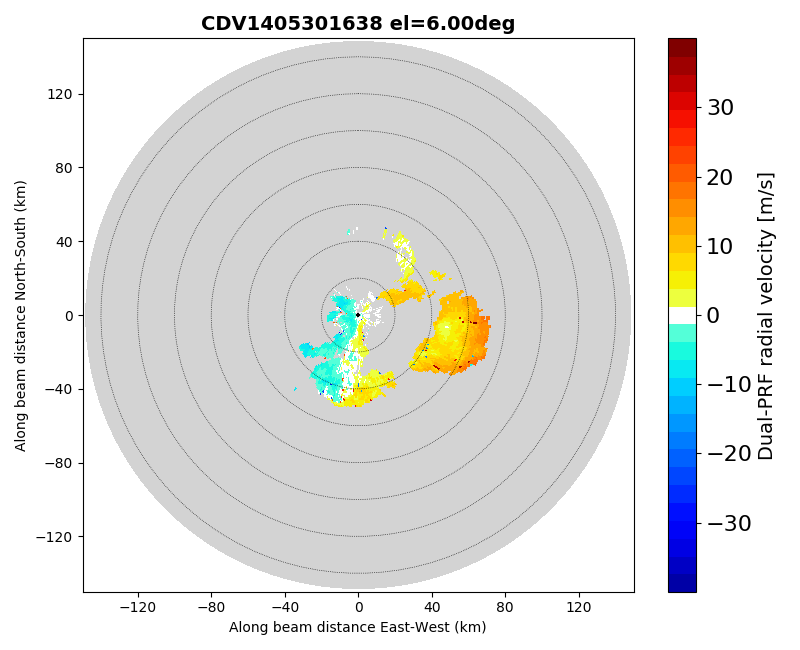 CDV1405301638 el=6.00deg
Along beam distance North-South (km)
120
80
40
0
−40
−80
−120
−120 −80 −40 0 40 80 120
Along beam distance East-West (km)
30
20
10
0
−10
−20
−30
Dual-PRF radial velocity [m/s]